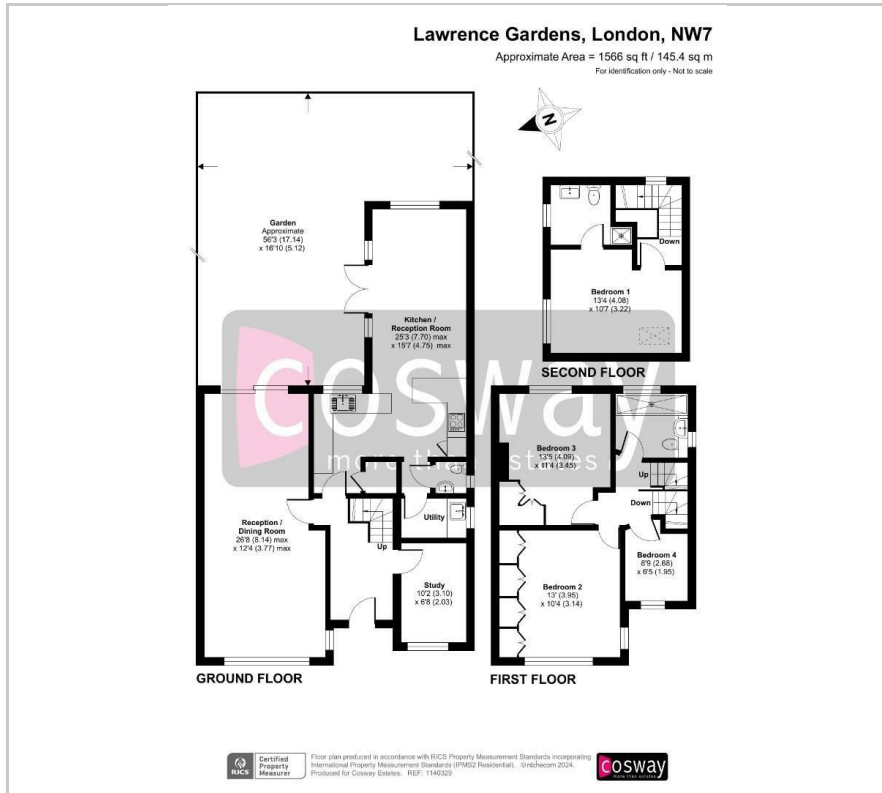 Lawrence Gardens, London, NW7
Approximate Area = 1566 sq ft / 145.4 sq m
For identification only - Not to scale
N
Garden
Approximate
56'3 (17.14)
x 16'10 (5.12)
Kitchen /
Reception Room
25'3 (7.70) max
x 15'7 (4.75) max
Reception /
Dining Room
26'8 (8.14) max
x 12'4 (3.77) max
Utility
Up
Study
10'2 (3.10)
x 6'8 (2.03)
GROUND FLOOR
Down
Bedroom 1
13'4 (4.08)
x 10'7 (3.22)
SECOND FLOOR
Bedroom 3
13'5 (4.09)
x 11'4 (3.45)
Up
Down
Bedroom 4
8'9 (2.68)
x 6'5 (1.95)
Bedroom 2
13' (3.95)
x 10'4 (3.14)
FIRST FLOOR
cosway
more than estates
RICS
Certified
Property
Measurer
Floor plan produced in accordance with RICS Property Measurement Standards incorporating
International Property Measurement Standards (IPMS2 Residential). ©nichecom 2024.
Produced for Cosway Estates. REF: 1140329
cosway
more than estates